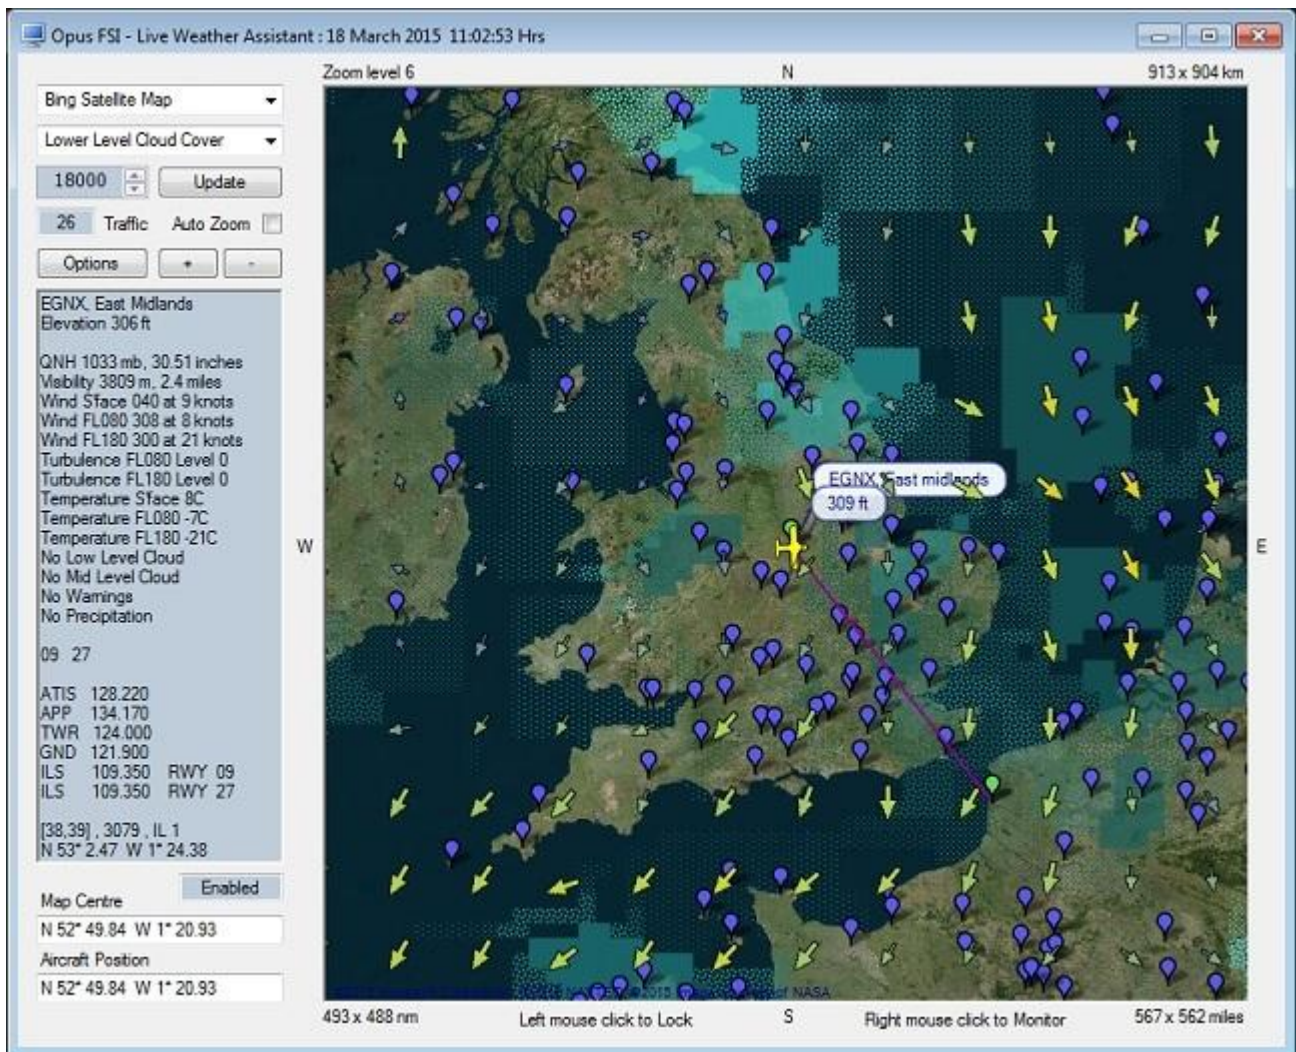 Opus FSI - Live Weather Assistant : 18 March 2015 11:02:53 Hrs
Zoom level 6
N
913 x 904 km
Bing Satellite Map
Lower Level Cloud Cover
18000 Update
26 Traffic Auto Zoom
Options + -
EGNX, East Midlands
Elevation 306 ft
QNH 1033 mb, 30.51 inches
Visibility 3809 m, 2.4 miles
Wind Sface 040 at 9 knots
Wind FL080 308 at 8 knots
Wind FL180 300 at 21 knots
Turbulence FL080 Level 0
Turbulence FL180 Level 0
Temperature Sface 8C
Temperature FL080 -7C
Temperature FL180 -21C
No Low Level Cloud
No Mid Level Cloud
No Warnings
No Precipitation
09 27
ATIS 128.220
APP 134.170
TWR 124.000
GND 121.900
ILS 109.350 RWY 09
ILS 109.350 RWY 27
[38,39] , 3079 , IL 1
N 53° 2.47 W 1° 24.38
Enabled
Map Centre
N 52° 49.84 W 1° 20.93
Aircraft Position
N 52° 49.84 W 1° 20.93
W
EGNX, East midlands
309 ft
E
2015
of NASA
493 x 488 nm
Left mouse click to Lock
S
Right mouse click to Monitor
567 x 562 miles